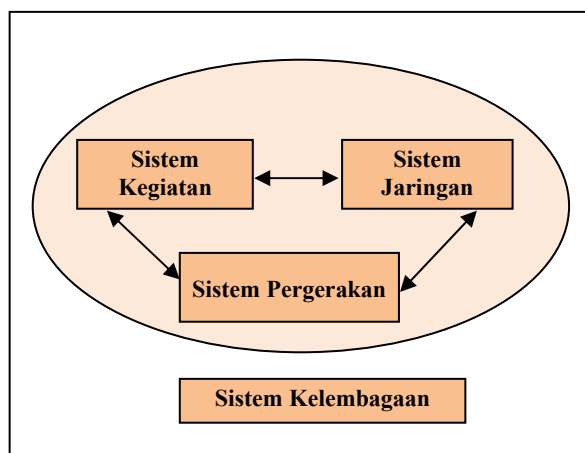 Sistem
Kegiatan
Sistem
Jaringan
Sistem Pergerakan
Sistem Kelembagaan